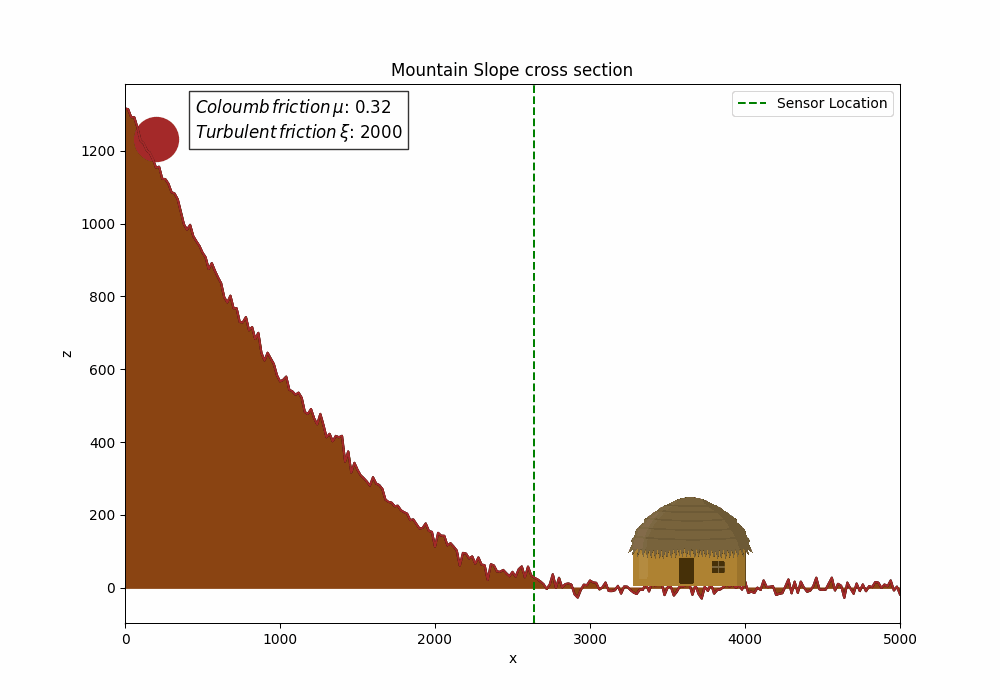 Mountain Slope cross section
Coloumb friction μ: 0.32
Turbulent friction ξ: 2000
Sensor Location
1200
1000
800
600
400
200
0
z
0 1000 2000 3000 4000 5000
x